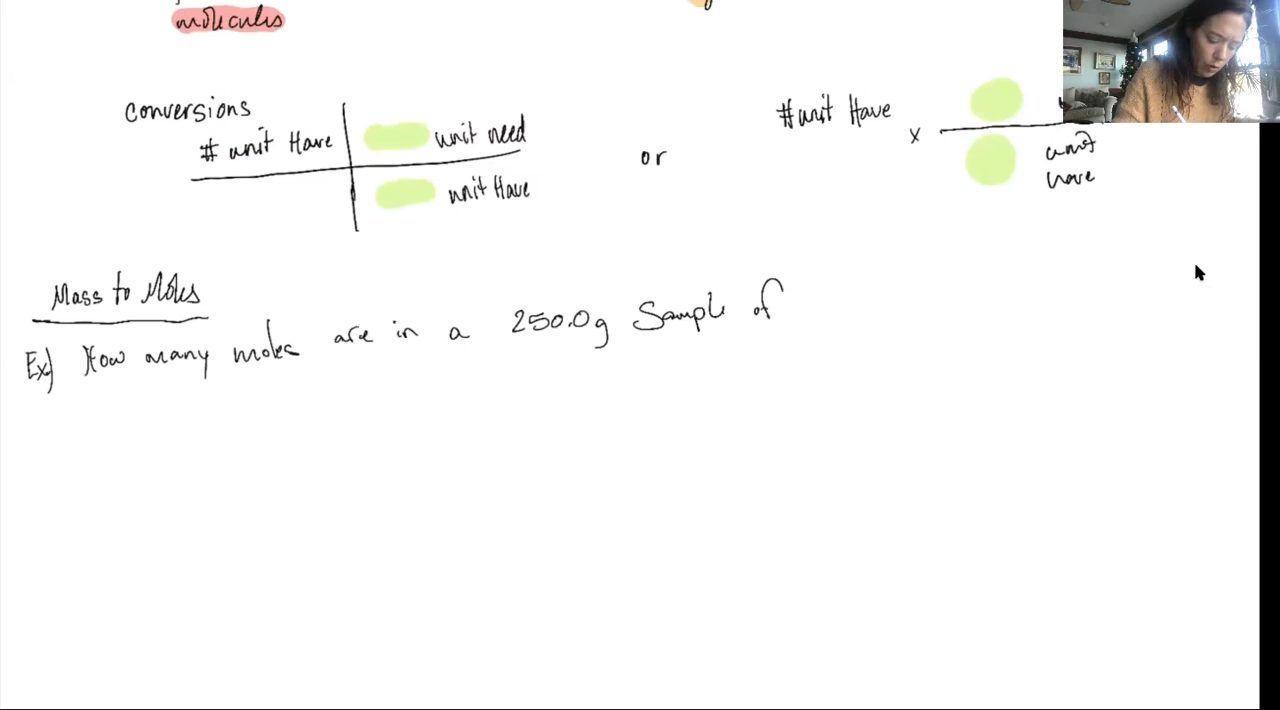 molecules
conversions
# unit Have
unit need
unit Have
or
#unit Have
x
unit
have
Mass to Moles
Ex) How many moles are in a 250.0g Sample of